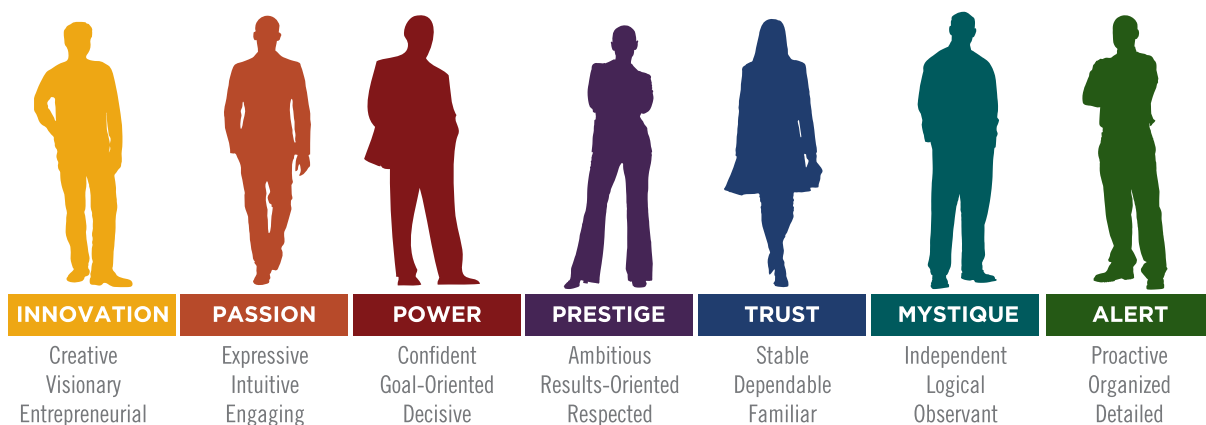 INNOVATION PASSION POWER PRESTIGE TRUST MYSTIQUE ALERT
Creative Expressive Confident Ambitious Stable Independent Proactive
Visionary Intuitive Goal-Oriented Results-Oriented Dependable Logical Organized
Entrepreneurial Engaging Decisive Respected Familiar Observant Detailed